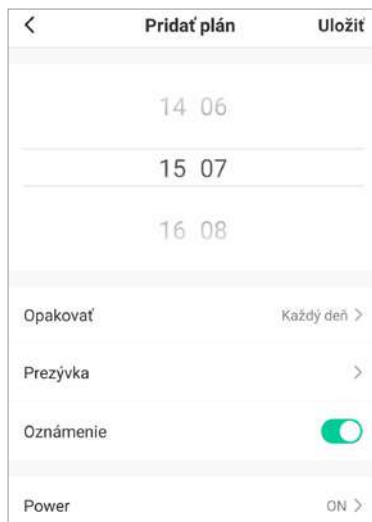 Pridať plán Uložiť
14 06
15 07
16 08
Opakovať Každý deň
Prezývka
Oznámenie
Power ON